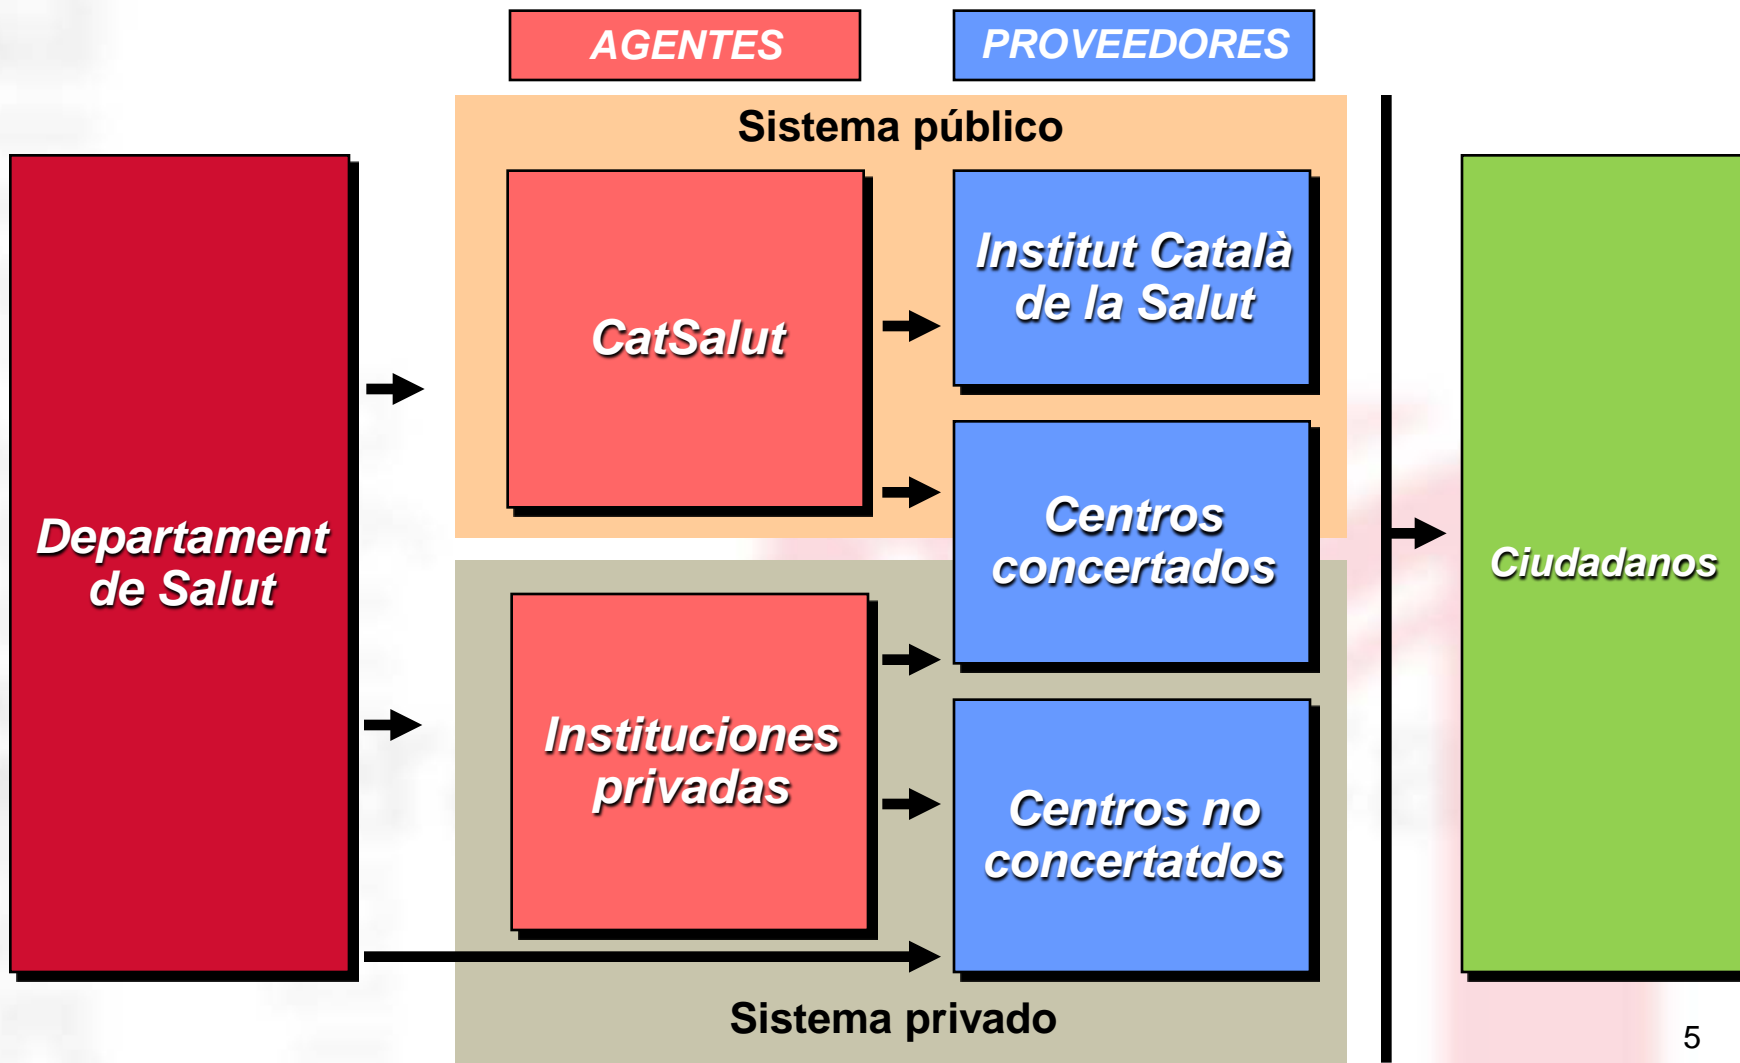 AGENTES
PROVEEDORES
Sistema público
Departament
de Salut
CatSalut
Institut Català
de la Salut
Centros
concertados
Instituciones
privadas
Centros no
concertatdos
Sistema privado
Ciudadanos
5